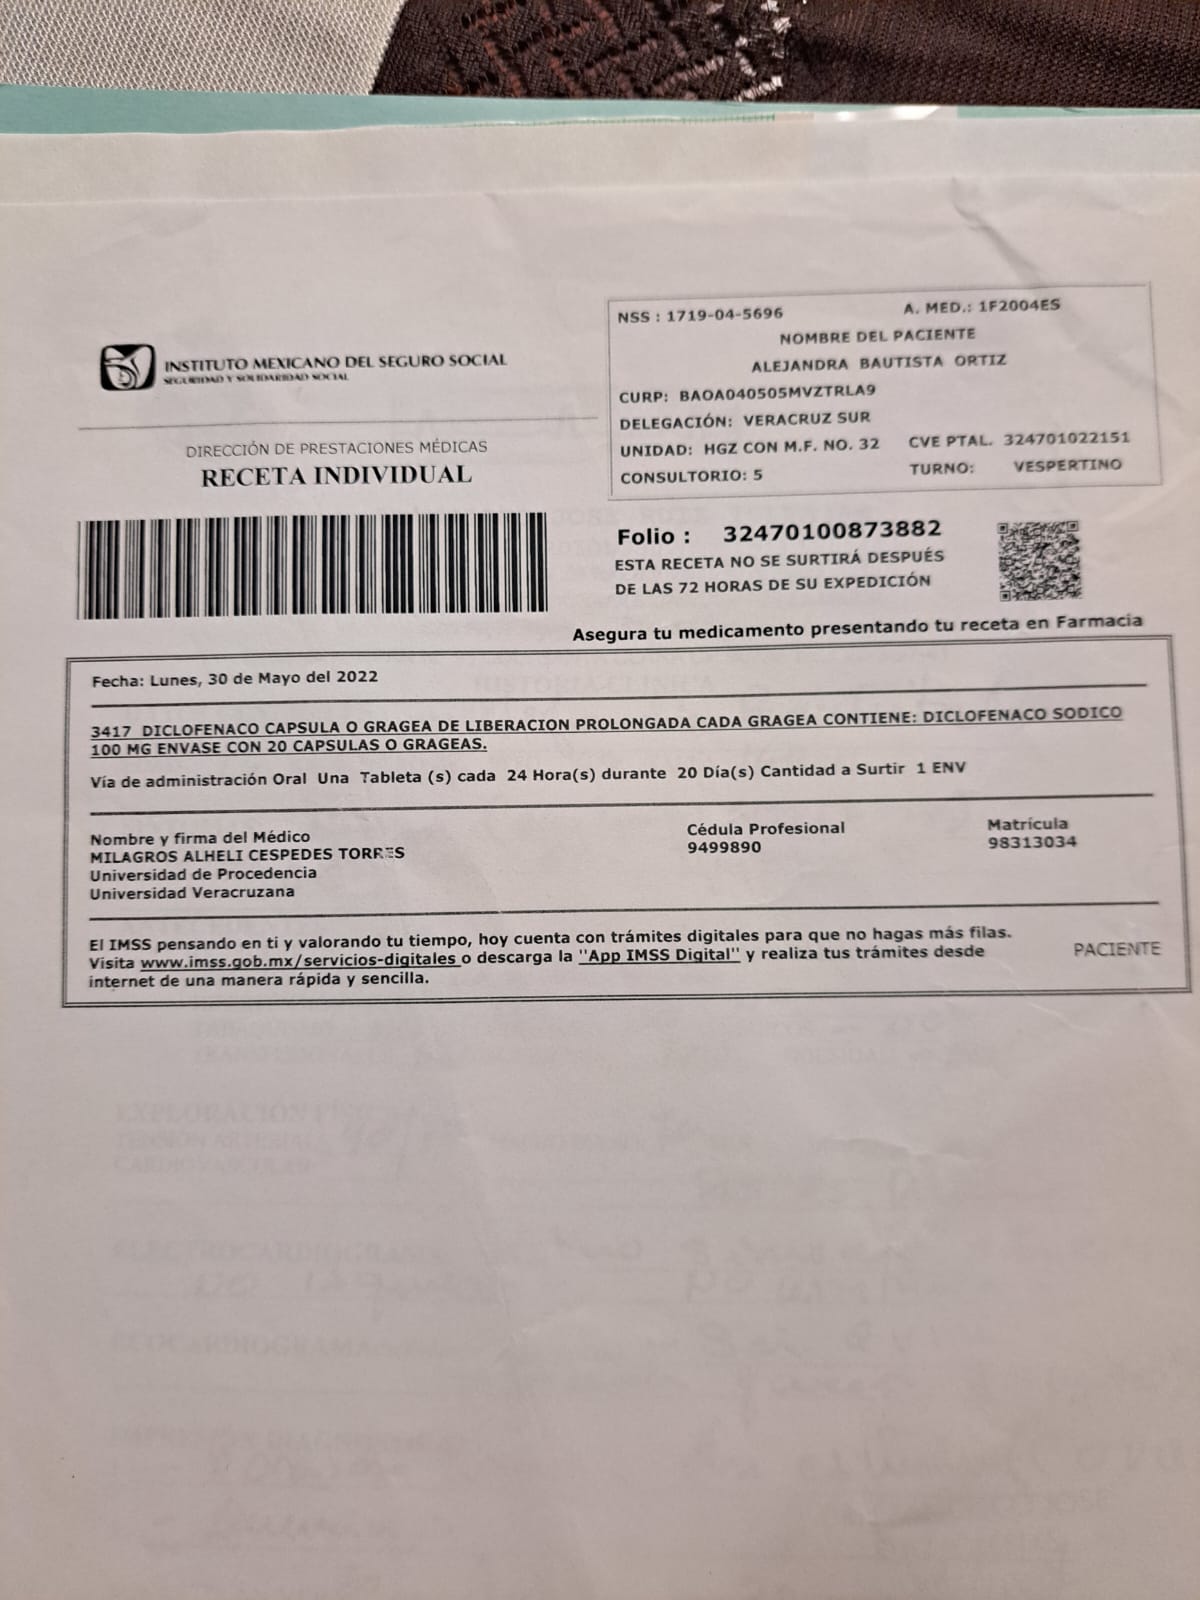 INSTITUTO MEXICANO DEL SEGURO SOCIAL
SEGURIDAD Y SOLIDARIDAD SOCIAL
DIRECCIÓN DE PRESTACIONES MÉDICAS
RECETA INDIVIDUAL
NSS : 1719-04-5696 A. MED.: 1F2004ES
NOMBRE DEL PACIENTE
ALEJANDRA BAUTISTA ORTIZ
CURP: BAOA040505MVZTRLA9
DELEGACIÓN: VERACRUZ SUR
UNIDAD: HGZ CON M.F. NO. 32 CVE PTAL. 324701022151
CONSULTORIO: 5 TURNO: VESPERTINO
Folio : 32470100873882
ESTA RECETA NO SE SURTIRÁ DESPUÉS
DE LAS 72 HORAS DE SU EXPEDICIÓN
Asegura tu medicamento presentando tu receta en Farmacia
Fecha: Lunes, 30 de Mayo del 2022
3417 DICLOFENACO CAPSULA O GRAGEA DE LIBERACION PROLONGADA CADA GRAGEA CONTIENE: DICLOFENACO SODICO
100 MG ENVASE CON 20 CAPSULAS O GRAGEAS.
Vía de administración Oral Una Tableta (s) cada 24 Hora(s) durante 20 Día(s) Cantidad a Surtir 1 ENV
Nombre y firma del Médico Cédula Profesional Matrícula
MILAGROS ALHELI CESPEDES TORRES 9499890 98313034
Universidad de Procedencia
Universidad Veracruzana
El IMSS pensando en ti y valorando tu tiempo, hoy cuenta con trámites digitales para que no hagas más filas.
Visita www.imss.gob.mx/servicios-digitales o descarga la "App IMSS Digital" y realiza tus trámites desde
internet de una manera rápida y sencilla.
PACIENTE